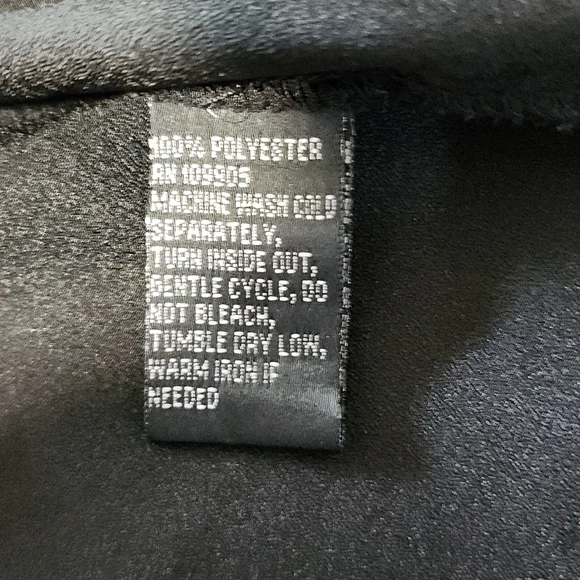 100% POLYESTER
RN 109905
MACHINE WASH COLD
SEPARATELY,
TURN INSIDE OUT,
GENTLE CYCLE, DO
NOT BLEACH,
TUMBLE DRY LOW,
WARM IRON IF
NEEDED